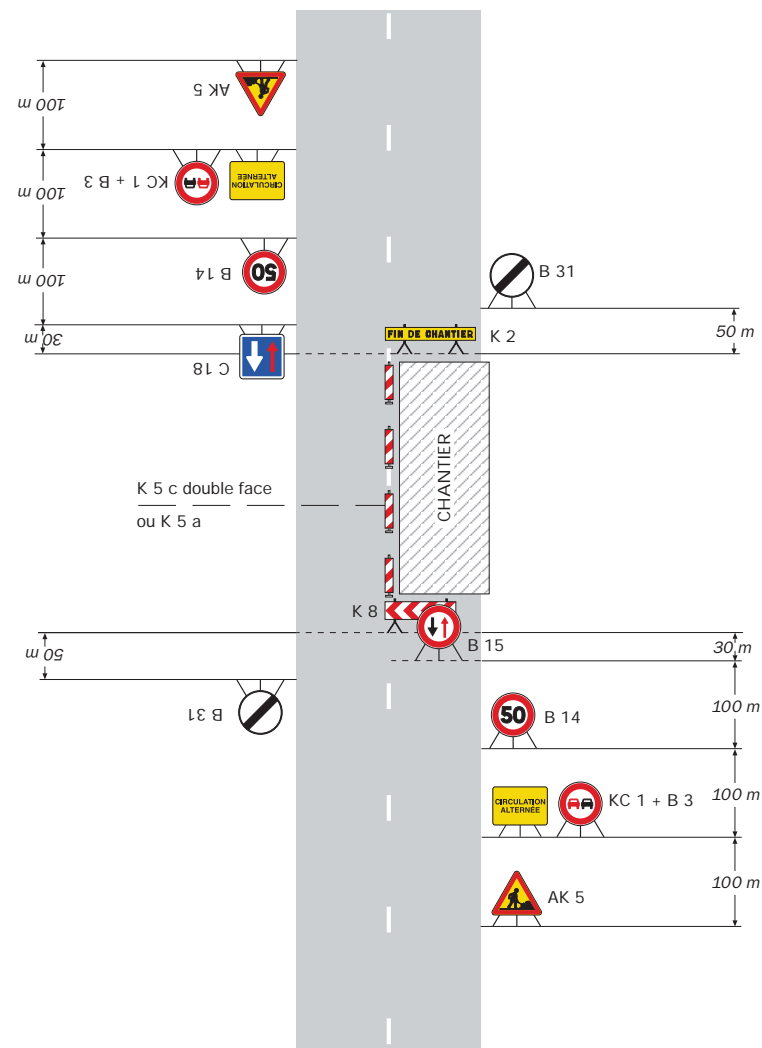 AK 5
100 m
KC 1 + B 3
CIRCULATION
ALTERNÉE
100 m
B 14
50
100 m
B 31
30 m
C 18
FIN DE CHANTIER
K 2
50 m
CHANTIER
K 5 c double face
ou K 5 a
K 8
B 15
30 m
50 m
B 31
50
B 14
100 m
CIRCULATION
ALTERNÉE
KC 1 + B 3
100 m
AK 5
100 m